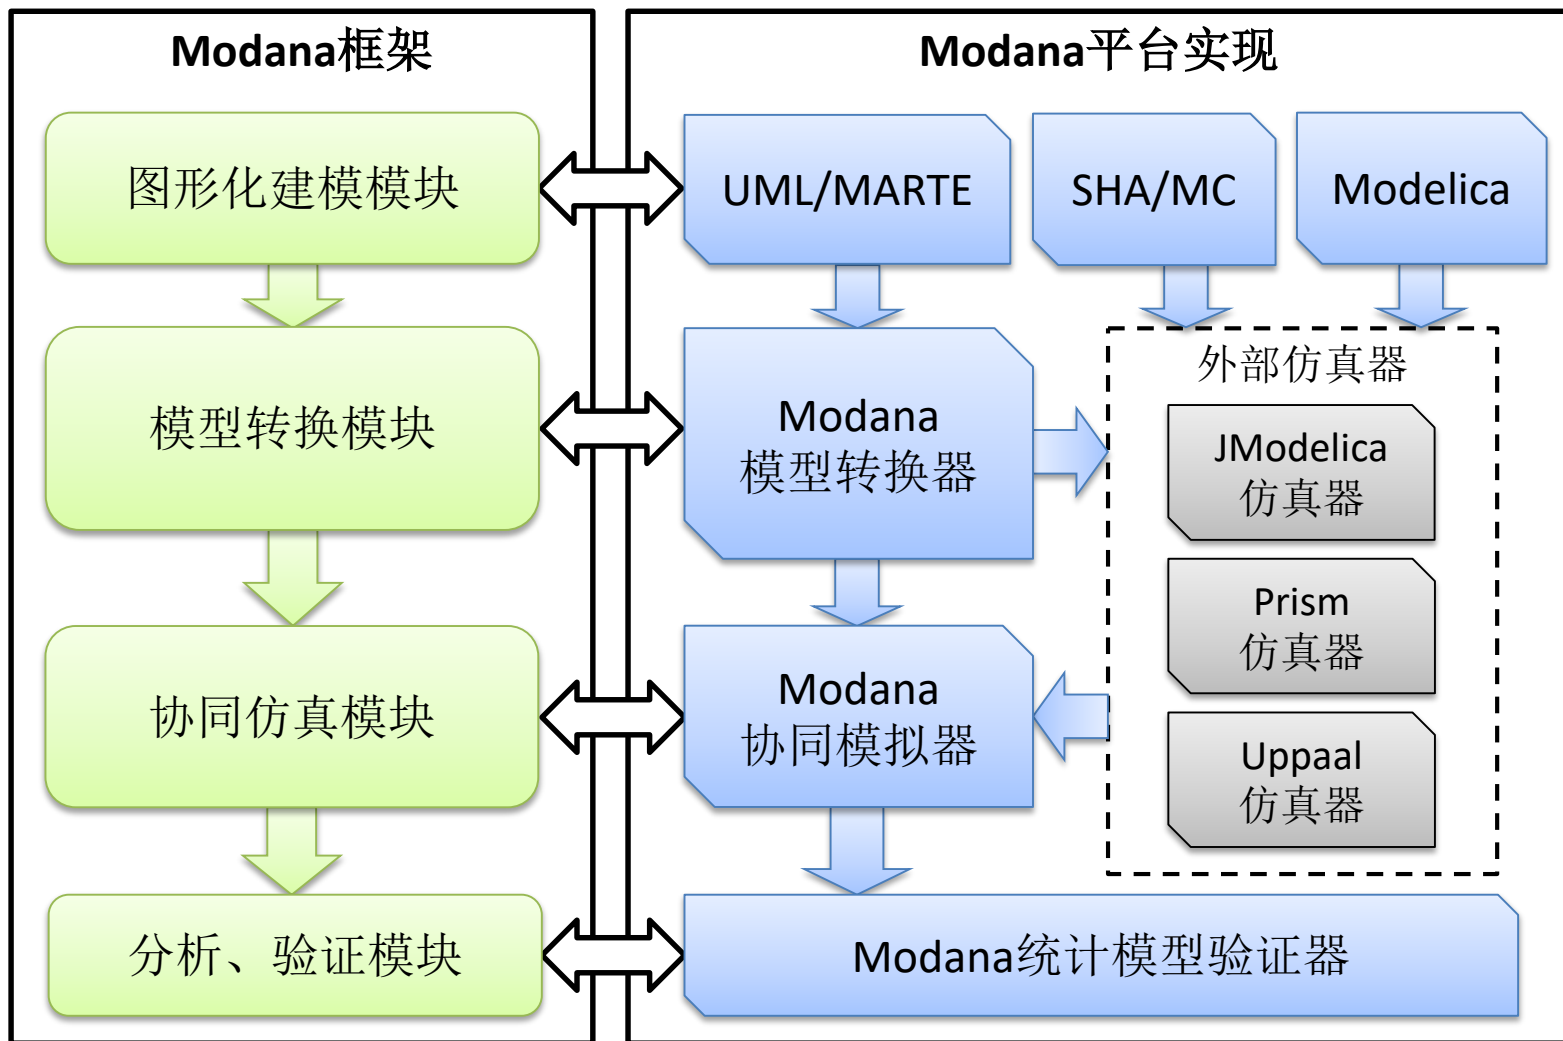 Modana框架
图形化建模模块
模型转换模块
协同仿真模块
分析、验证模块
Modana平台实现
UML/MARTE
SHA/MC
Modelica
Modana
模型转换器
外部仿真器
JModelica
仿真器
Prism
仿真器
Uppaal
仿真器
Modana
协同模拟器
Modana统计模型验证器